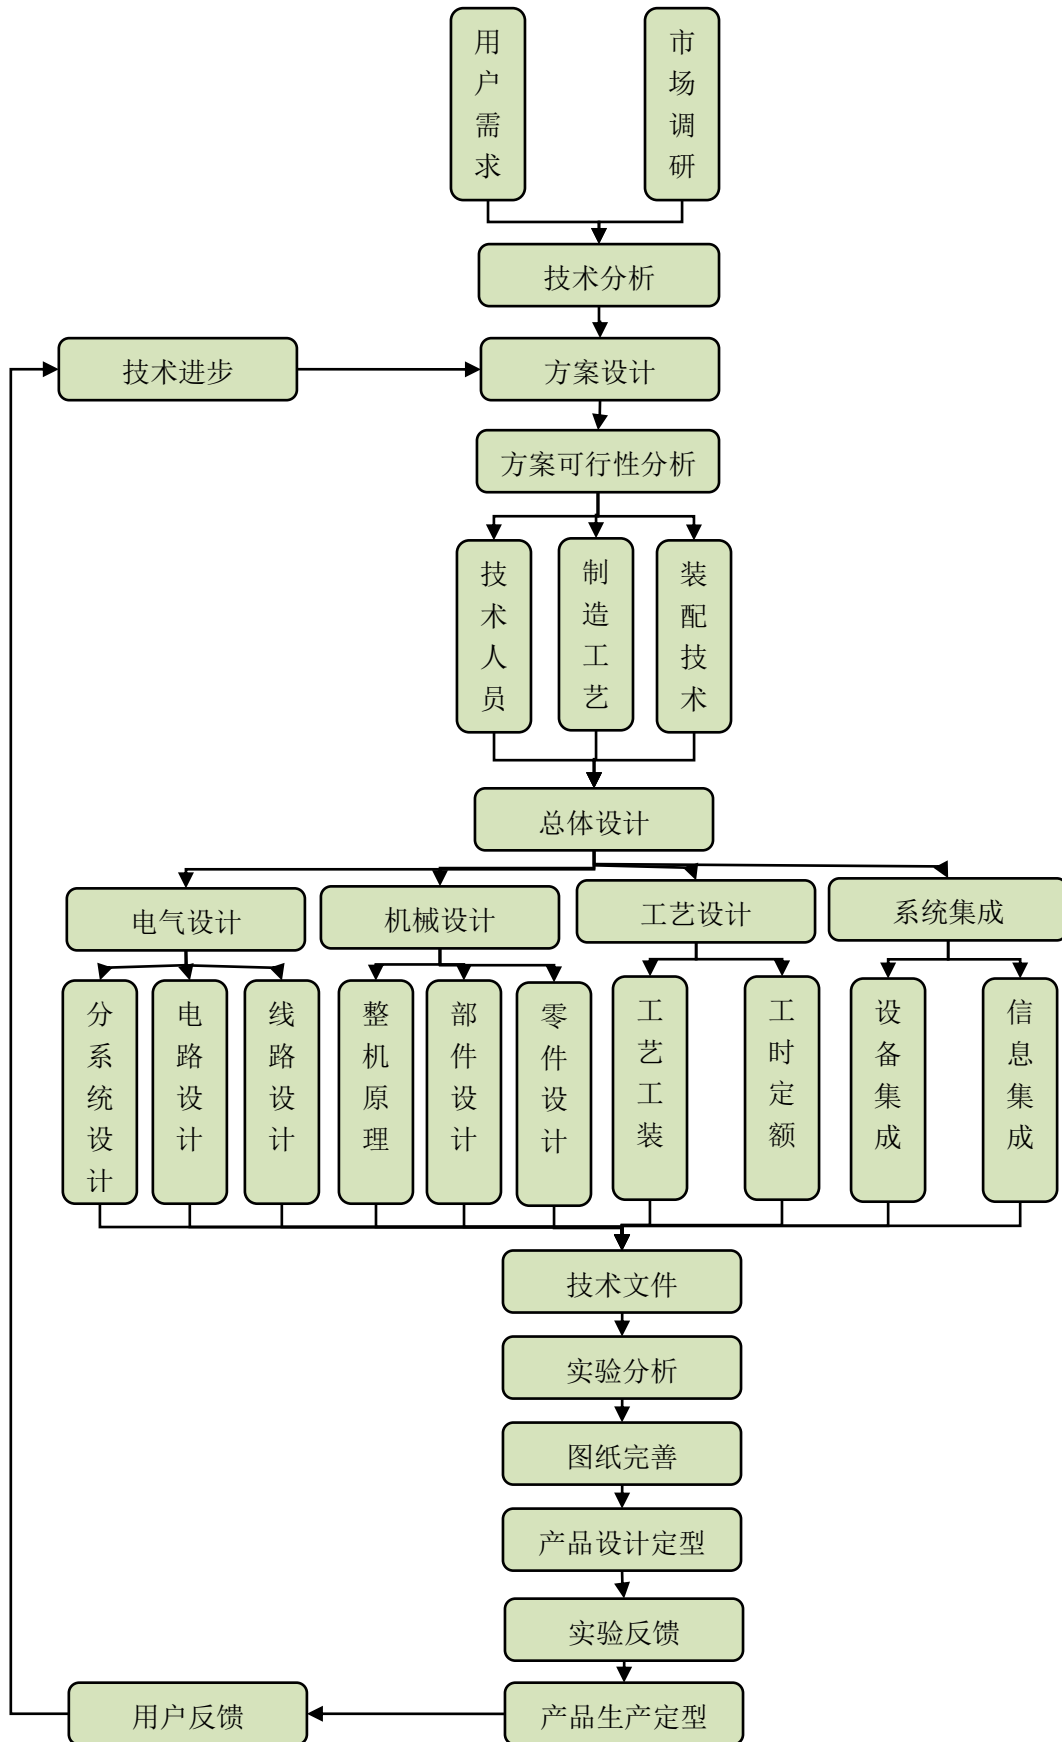 用户需求
市场调研
技术分析
技术进步
方案设计
方案可行性分析
技术人员
制造工艺
装配技术
总体设计
电气设计
机械设计
工艺设计
系统集成
分系统设计
电路设计
线路设计
整机原理
部件设计
零件设计
工艺工装
工时定额
设备集成
信息集成
技术文件
实验分析
图纸完善
产品设计定型
实验反馈
用户反馈
产品生产定型